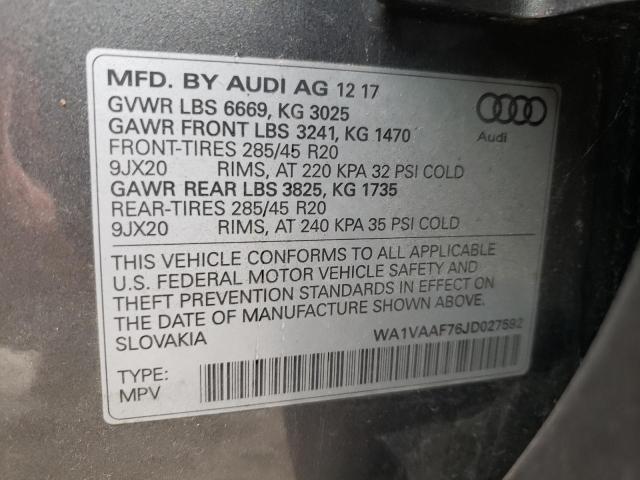 MFD. BY AUDI AG 12 17
GVWR LBS 6669, KG 3025
GAWR FRONT LBS 3241, KG 1470
FRONT-TIRES 285/45 R20
9JX20 RIMS, AT 220 KPA 32 PSI COLD
GAWR REAR LBS 3825, KG 1735
REAR-TIRES 285/45 R20
9JX20 RIMS, AT 240 KPA 35 PSI COLD
Audi
THIS VEHICLE CONFORMS TO ALL APPLICABLE
U.S. FEDERAL MOTOR VEHICLE SAFETY AND
THEFT PREVENTION STANDARDS IN EFFECT ON
THE DATE OF MANUFACTURE SHOWN ABOVE.
SLOVAKIA WA1VAAF76JD027592
TYPE:
MPV